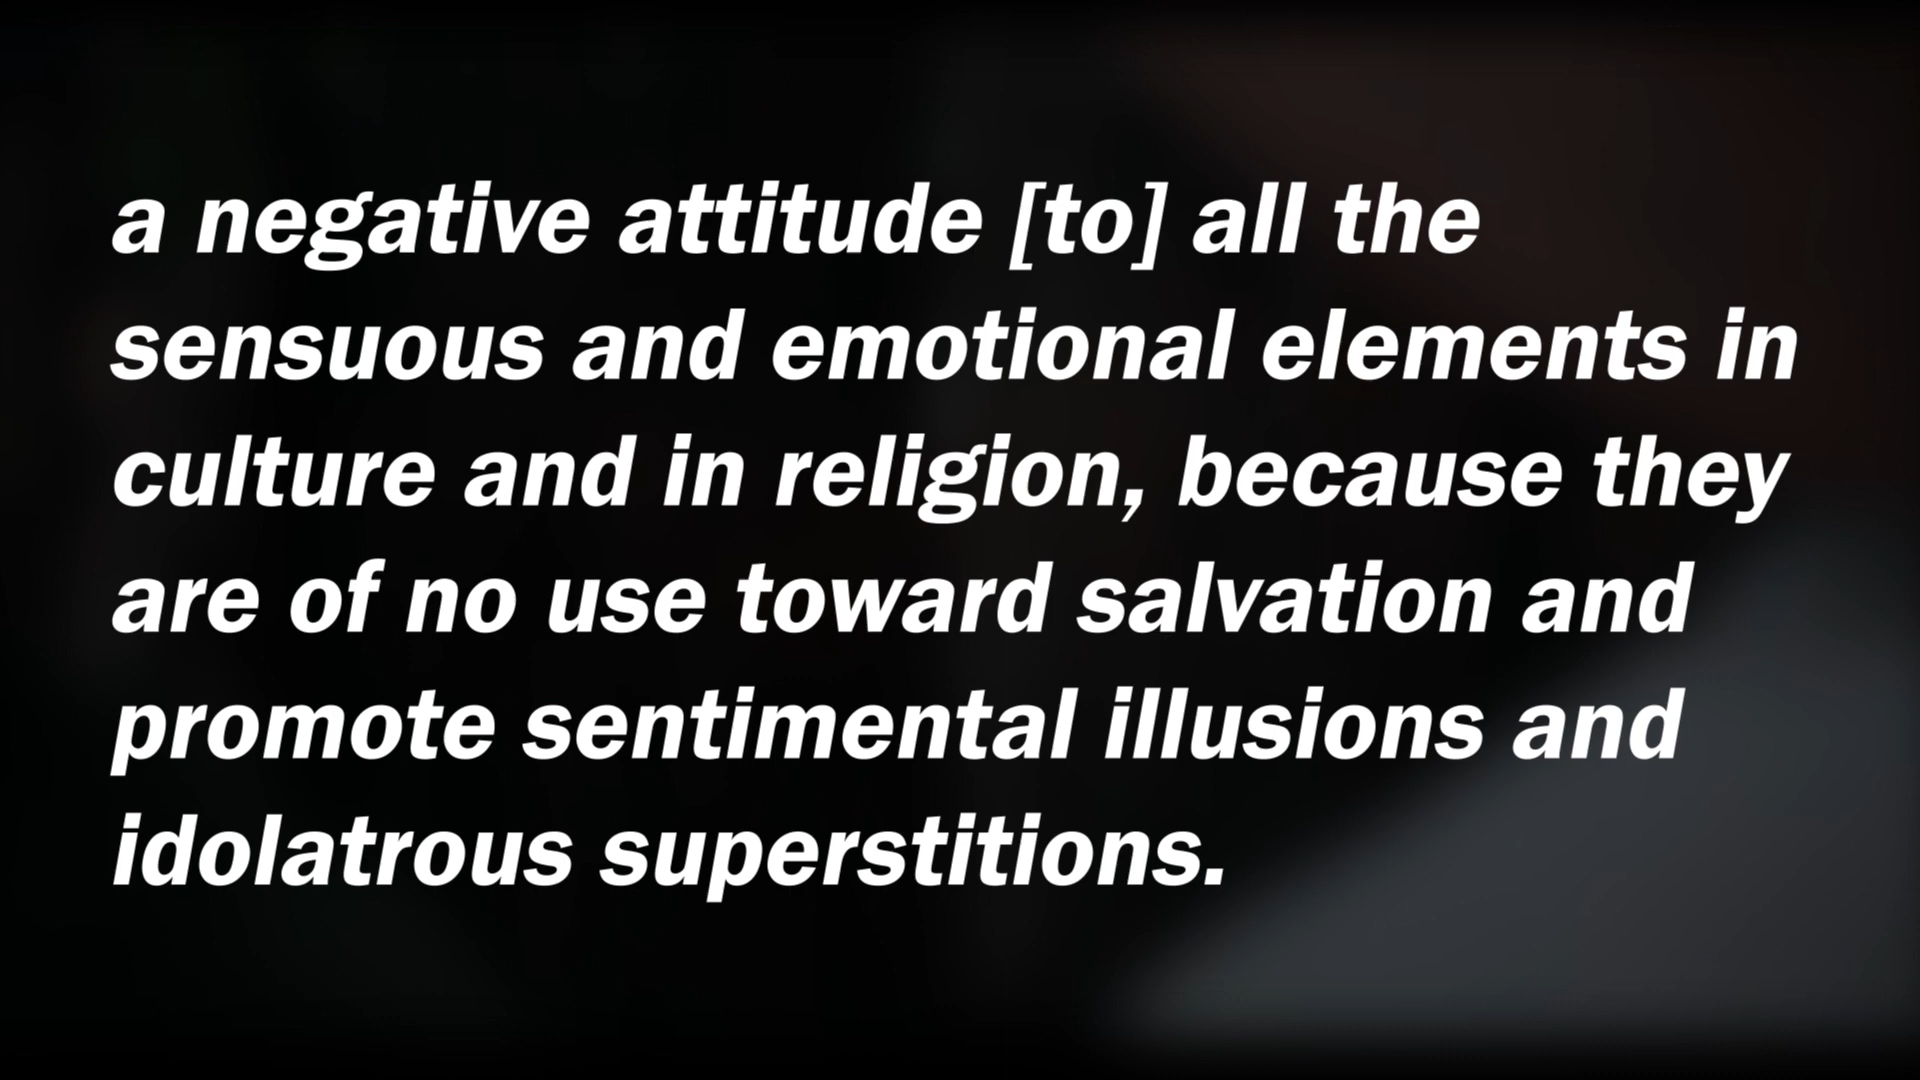 a negative attitude [to] all the
sensuous and emotional elements in
culture and in religion, because they
are of no use toward salvation and
promote sentimental illusions and
idolatrous superstitions.